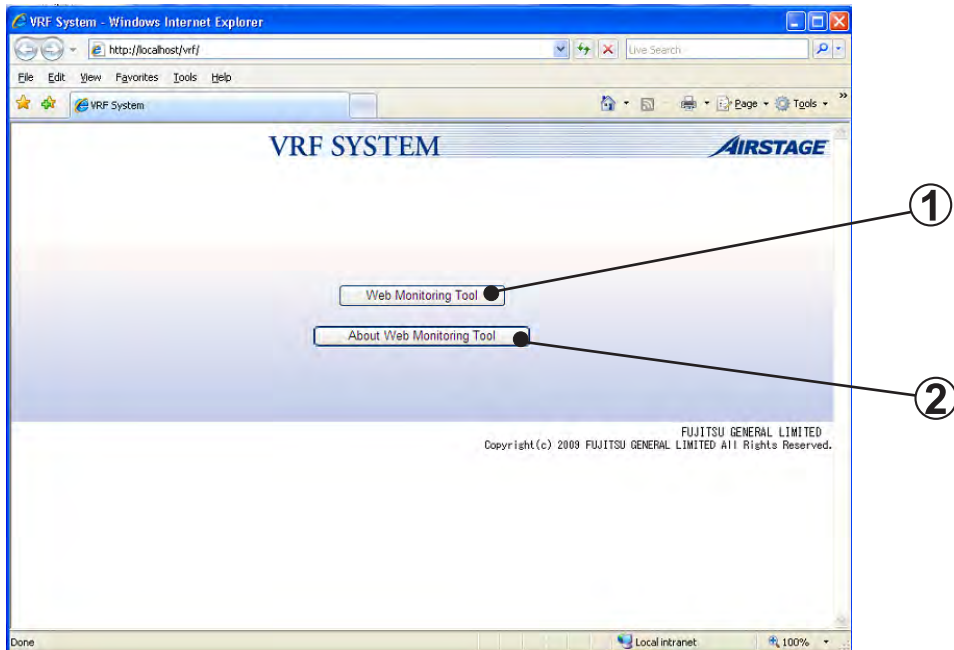 VRF System - Windows Internet Explorer
http://localhost/vrf/
Live Search
File Edit View Favorites Tools Help
VRF System
Page Tools
VRF SYSTEM
AIRSTAGE
1
Web Monitoring Tool
About Web Monitoring Tool
2
FUJITSU GENERAL LIMITED
Copyright(c) 2009 FUJITSU GENERAL LIMITED All Rights Reserved.
Done
Local intranet
100%